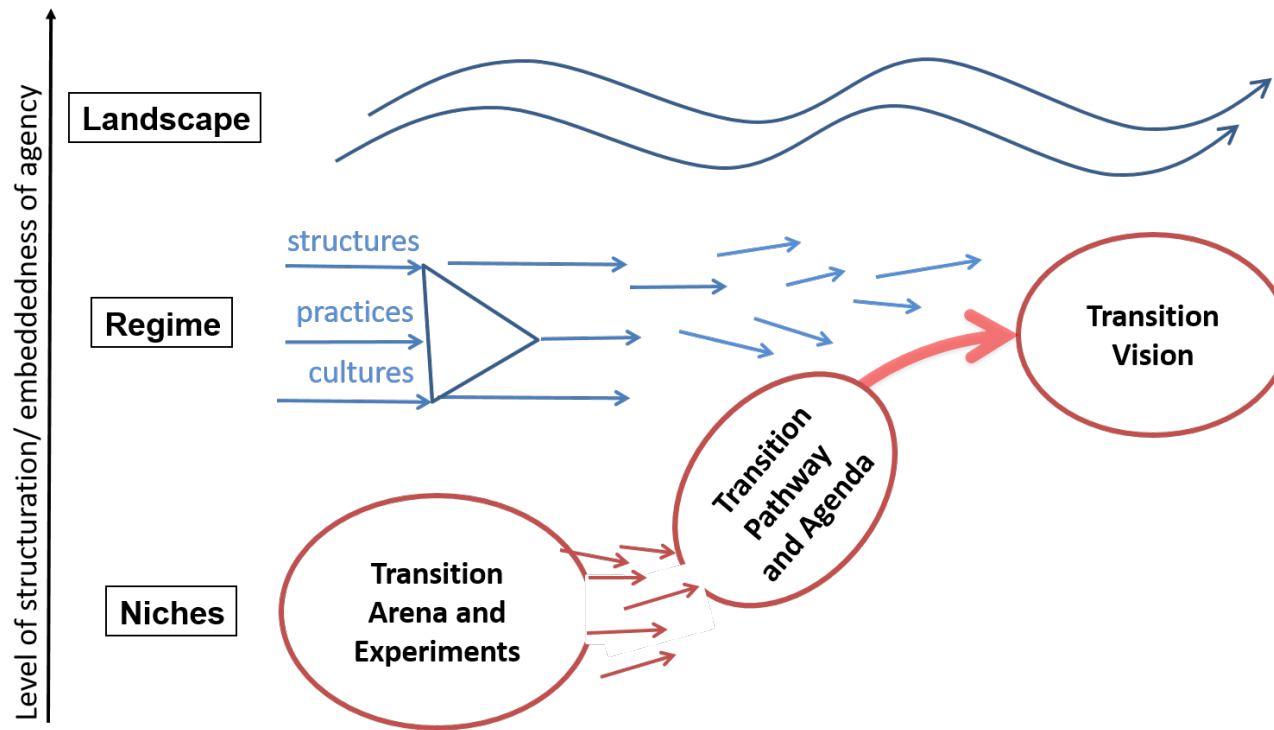 Level of structuration/ embeddedness of agency
Landscape
structures
Regime
practices
cultures
Transition
Vision
Transition
Pathway
and Agenda
Niches
Transition
Arena and
Experiments